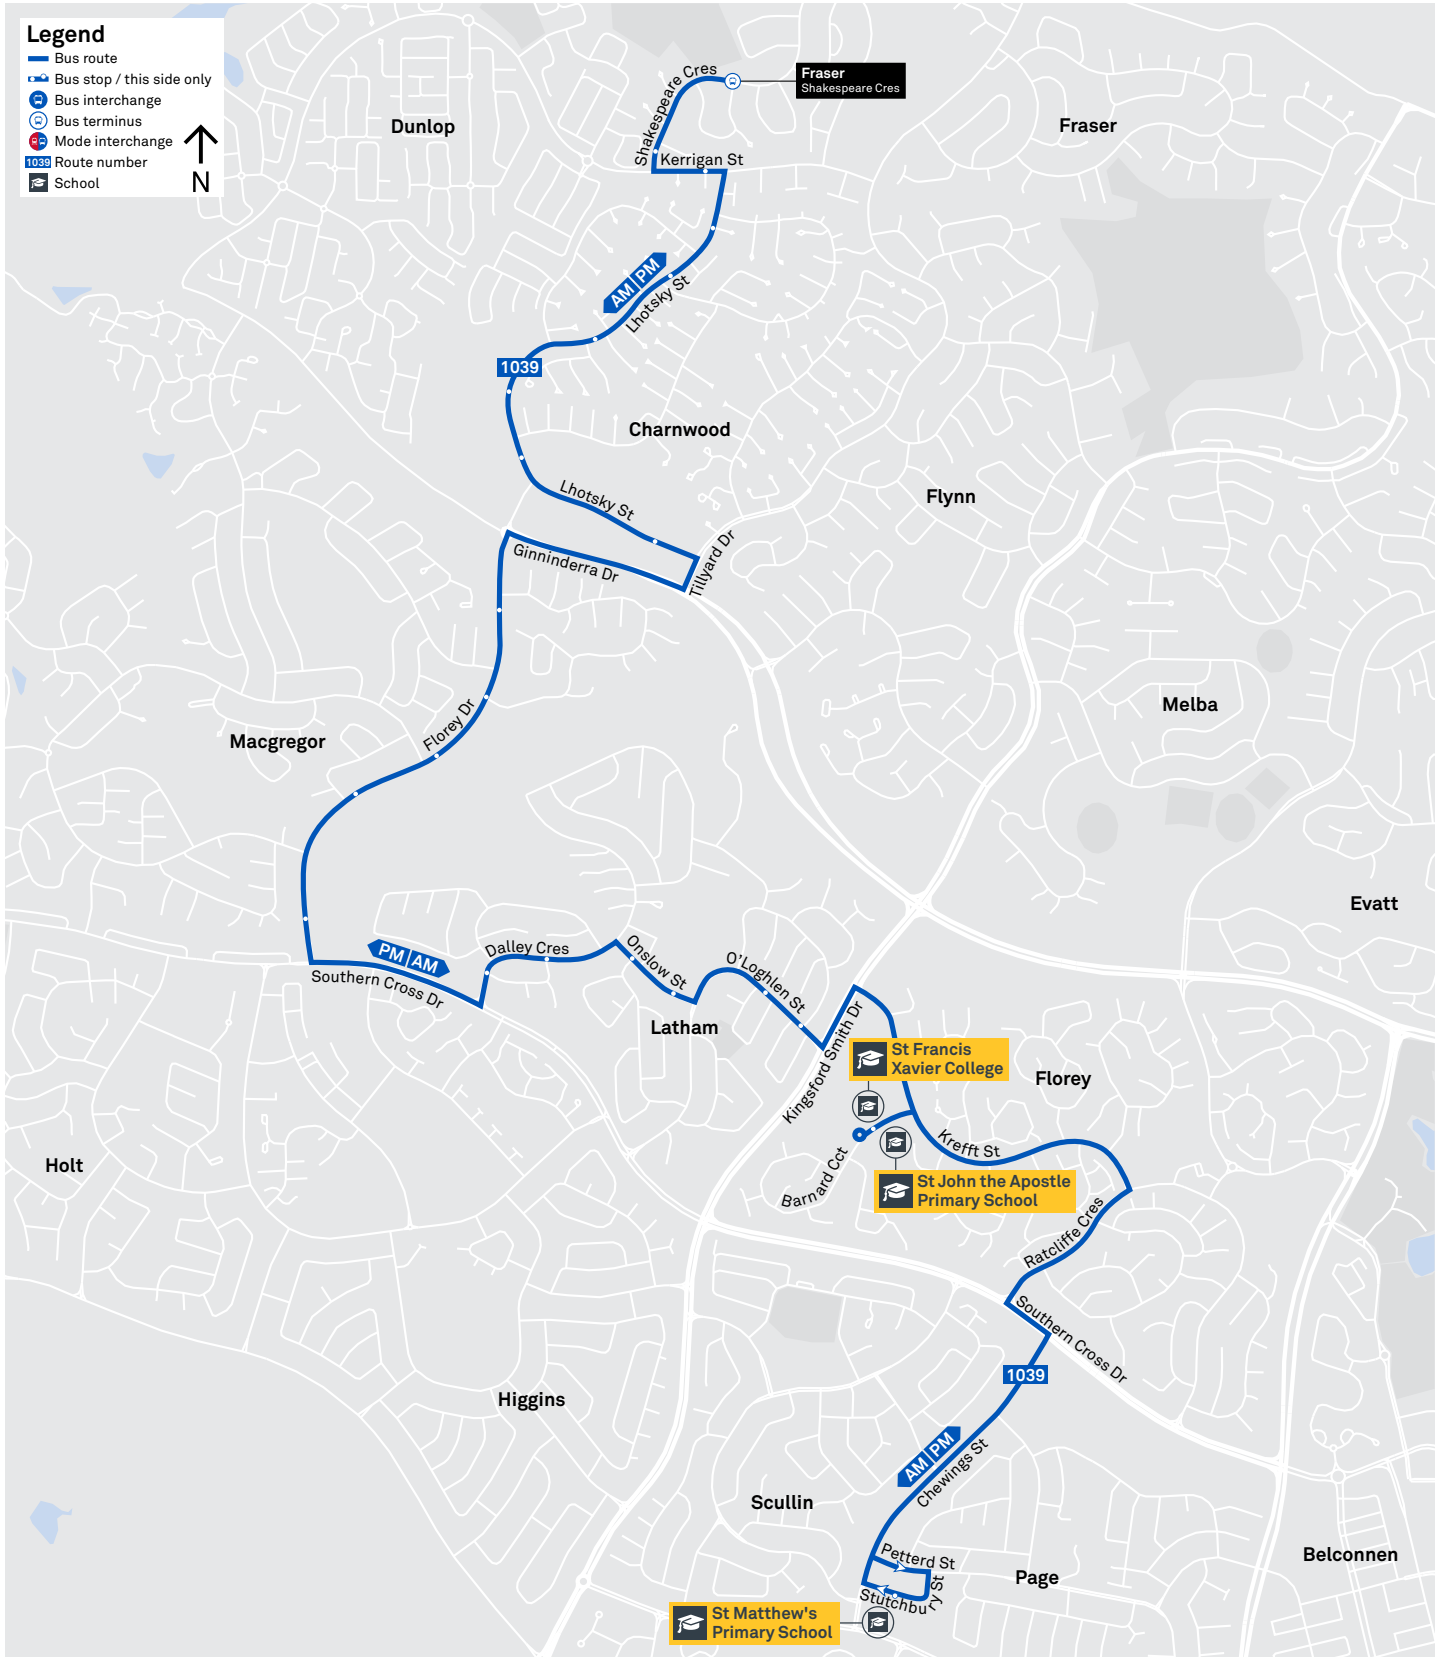 Legend
Bus route
Bus stop / this side only
Bus interchange
Bus terminus
Mode interchange
1039 Route number
School
N
Fraser
Shakespeare Cres
Shakespeare Cres
Dunlop
Fraser
Kerrigan St
AM PM
Lhotsky St
1039
Charnwood
Flynn
Lhotsky St
Ginninderra Dr
Tillyard Dr
Melba
Florey Dr
Macgregor
Evatt
PM AM
Dalley Cres
Onslow St
O'Loghlen St
Southern Cross Dr
Latham
Kingsford Smith Dr
St Francis
Xavier College
Florey
Krefft St
Holt
Barnard Cct
St John the Apostle
Primary School
Ratcliffe Cres
Southern Cross Dr
1039
Higgins
AM PM
Chewings St
Scullin
Petterd St
Belconnen
Page
Stutchbury St
St Matthew's
Primary School